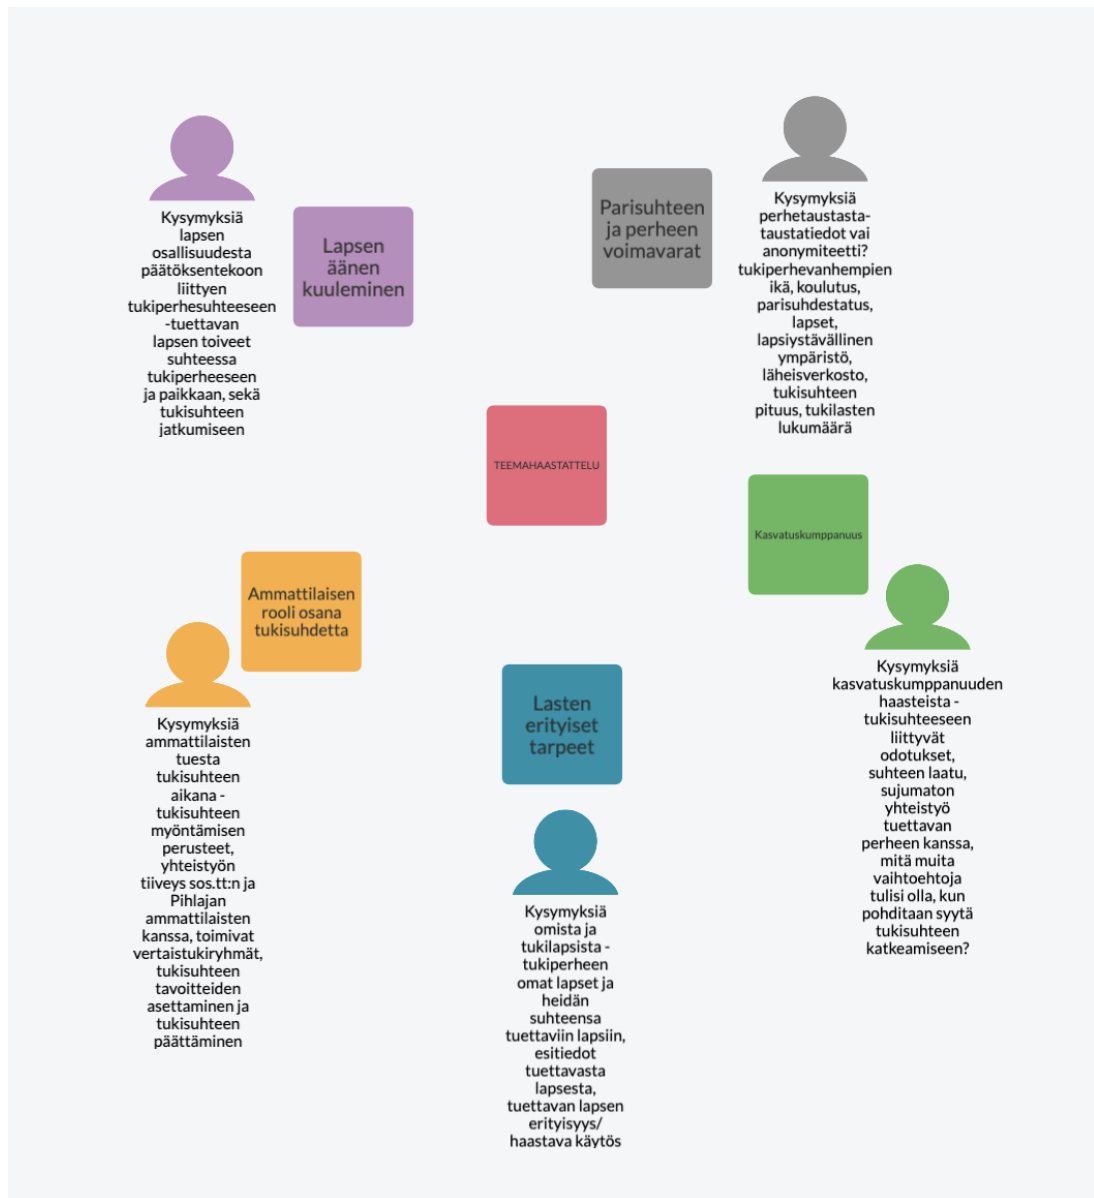 Kysymyksiä
lapsen
osallisuudesta
päätöksentekoon
liittyen
tukiperhesuhteeseen
-tuettavan
lapsen toiveet
suhteessa
tukiperheeseen
ja paikkaan, sekä
tukisuhteen
jatkumiseen
Lapsen
äänen
kuuleminen
Parisuhteen
ja perheen
voimavarat
Kysymyksiä
perhetaustasta-
taustatiedot vai
anonymiteetti?
tukiperhevanhempien
ikä, koulutus,
parisuhdestatus,
lapset,
lapsiystävällinen
ympäristö,
läheisverkosto,
tukisuhteen
pituus, tukilasten
lukumäärä
TEEMAHAASTATTELU
Kasvatuskumppanuus
Kysymyksiä
kasvatuskumppanuuden
haasteista -
tukisuhteeseen
liittyvät
odotukset,
suhteen laatu,
sujumaton
yhteistyö
tuettavan
perheen kanssa,
mitä muita
vaihtoehtoja
tulisi olla, kun
pohditaan syytä
tukisuhteen
katkeamiseen?
Ammattilaisen
rooli osana
tukisuhdetta
Kysymyksiä
ammattilaisten
tuesta
tukisuhteen
aikana -
tukisuhteen
myöntämisen
perusteet,
yhteistyön
tiiveys sos.tt:n ja
Pihlajan
ammattilaisten
kanssa, toimivat
vertaistukiryhmät,
tukisuhteen
tavoitteiden
asettaminen ja
tukisuhteen
päättäminen
Lasten
erityiset
tarpeet
Kysymyksiä
omista ja
tukilapsista -
tukiperheen
omat lapset ja
heidän
suhteensa
tuettaviin lapsiin,
esitiedot
tuettavasta
lapsesta,
tuettavan lapsen
erityisyys/
haastava käytös